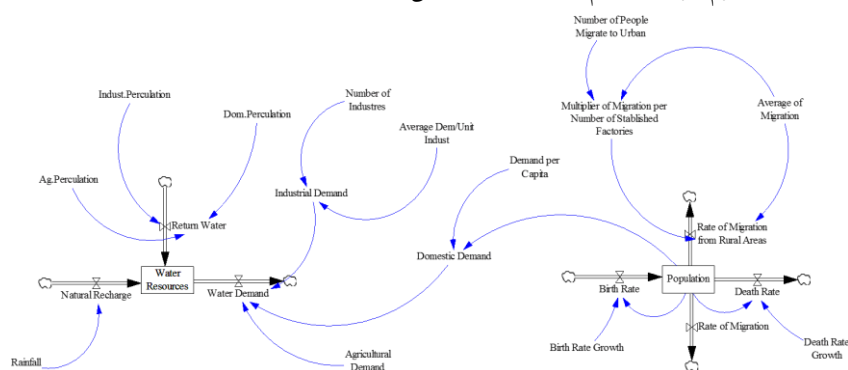 Number of People
Migrate to Urban
Indust.Perculation
Number of
Industres
Dom.Perculation
Multiplier of Migration per
Number of Stablished
Factories
Average of
Migration
Average Dem/Unit
Indust
Demand per
Capita
Ag.Perculation
Industrial Demand
Return Water
Rate of Migration
from Rural Areas
Domestic Demand
Water
Resources
Population
Natural Recharge
Water Demand
Birth Rate
Death Rate
Rate of Migration
Birth Rate Growth
Death Rate
Growth
Rainfall
Agricultural
Demand